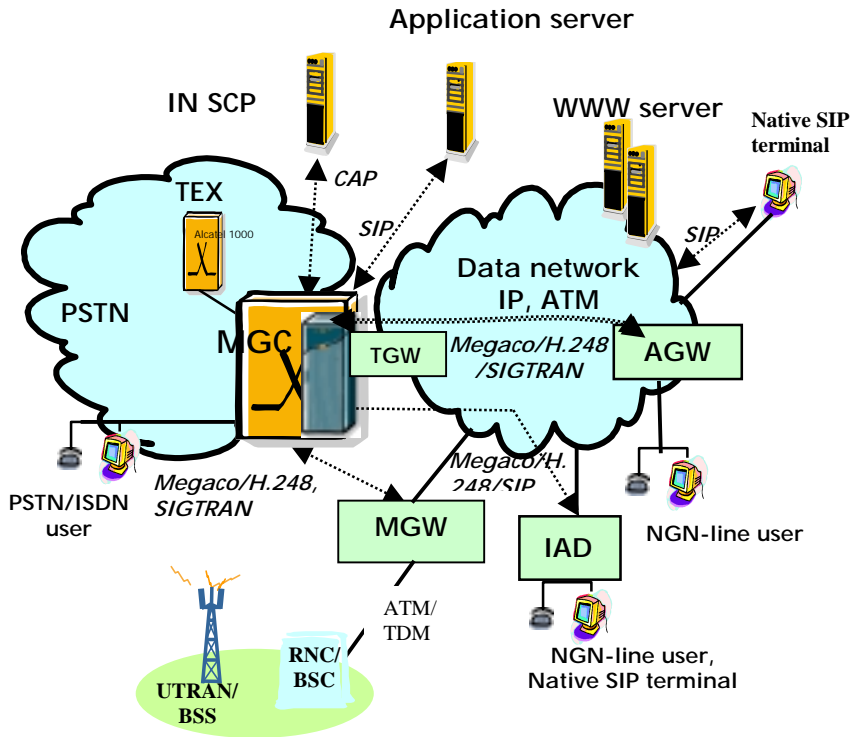 Application server
IN SCP
WWW server
Native SIP
terminal
CAP
TEX
SIP
SIP
Alcatel 1000
Data network
IP, ATM
PSTN
MGC
TGW
Megaco/H.248
/SIGTRAN
AGW
Megaco/H.248,
SIGTRAN
Megaco/H.
248/SIP
PSTN/ISDN
user
MGW
IAD
NGN-line user
ATM/
TDM
RNC/
BSC
UTRAN/
BSS
NGN-line user,
Native SIP terminal